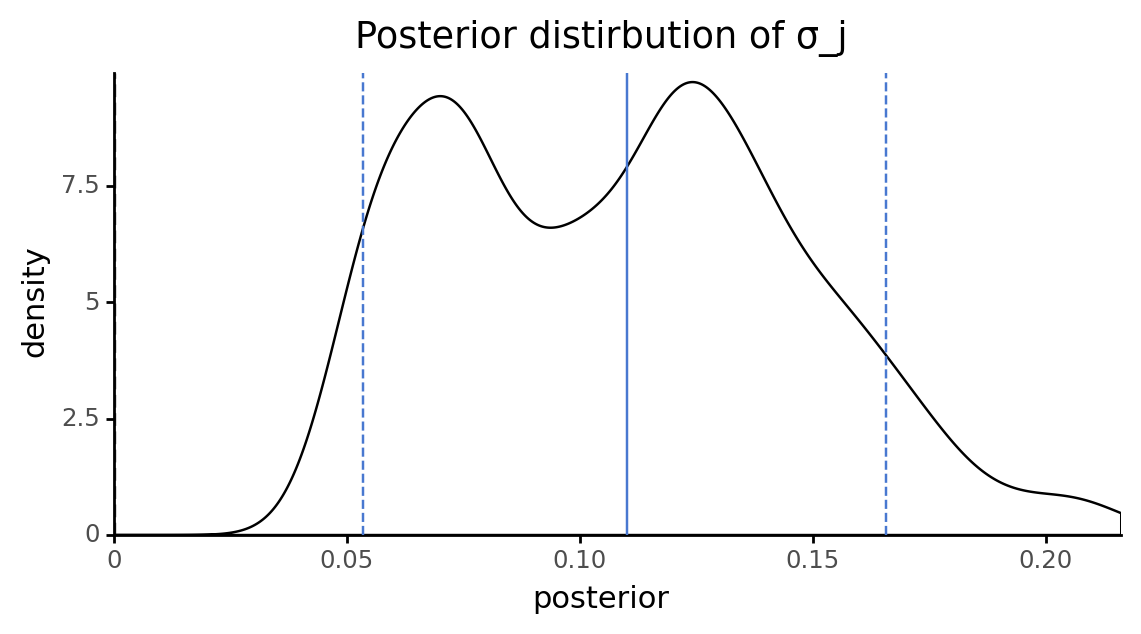 Posterior distirbution of σ_j
density
7.5
5
2.5
0
0 0.05 0.10 0.15 0.20
posterior